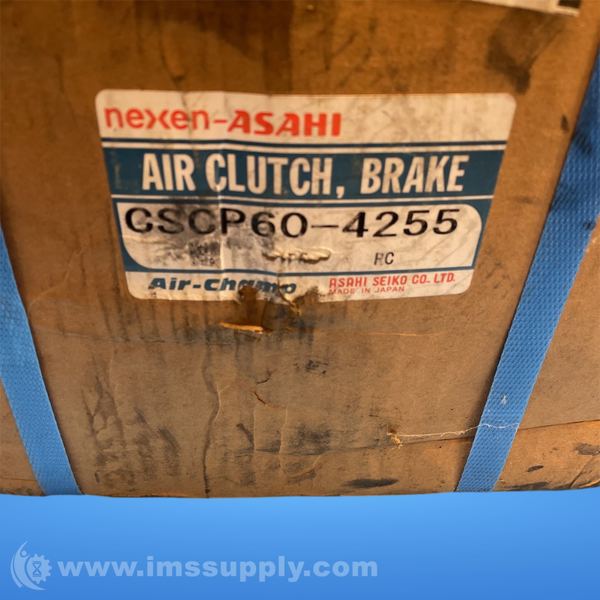 nexen-ASAHI
AIR CLUTCH, BRAKE
CSCP60-4255
HC
Air-Champ
ASAHI SEIKO CO. LTD.
MADE IN JAPAN
www.imssupply.com